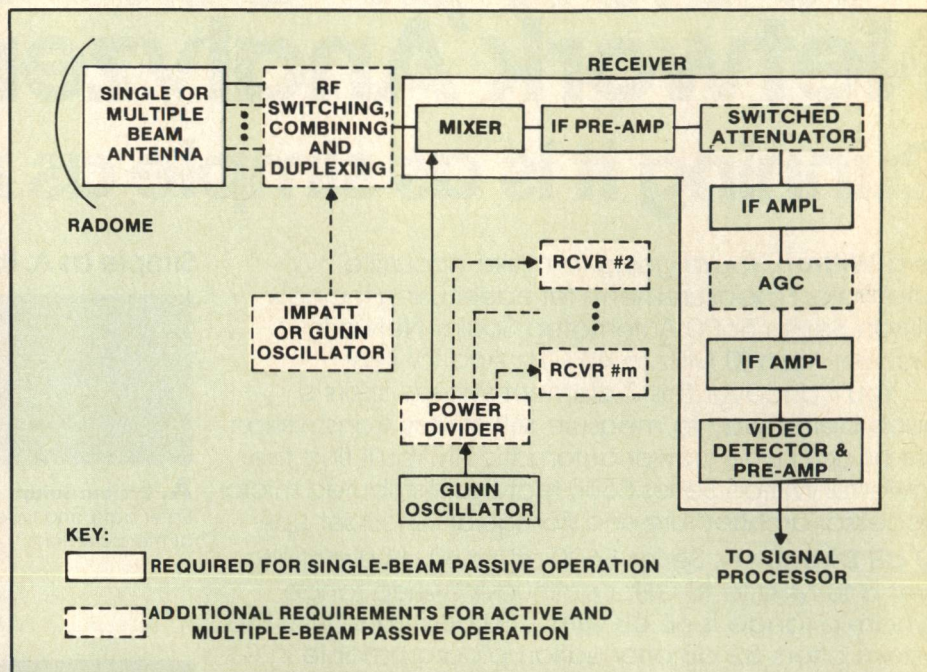 RECEIVER
SINGLE OR
MULTIPLE
BEAM
ANTENNA
RADOME
RF
SWITCHING,
COMBINING
AND
DUPLEXING
MIXER
IF PRE-AMP
SWITCHED
ATTENUATOR
IF AMPL
AGC
IF AMPL
VIDEO
DETECTOR &
PRE-AMP
TO SIGNAL
PROCESSOR
IMPATT
OR GUNN
OSCILLATOR
RCVR #2
RCVR #m
POWER
DIVIDER
GUNN
OSCILLATOR
KEY:
REQUIRED FOR SINGLE-BEAM PASSIVE OPERATION
ADDITIONAL REQUIREMENTS FOR ACTIVE AND
MULTIPLE-BEAM PASSIVE OPERATION